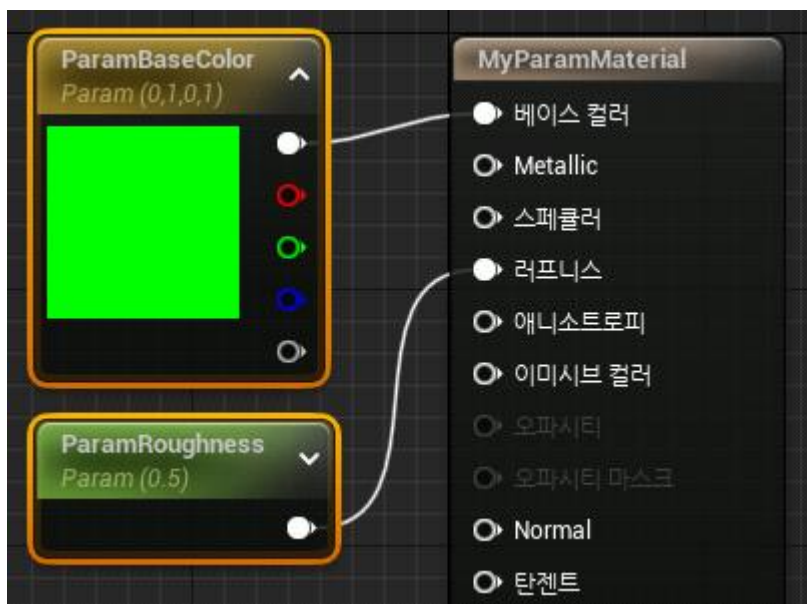 ParamBaseColor
Param (0,1,0,1)
ParamRoughness
Param (0.5)
MyParamMaterial
베이스 컬러
Metallic
스페큘러
러프니스
애니소트로피
이미시브 컬러
오파시티
오파시티 마스크
Normal
탄젠트